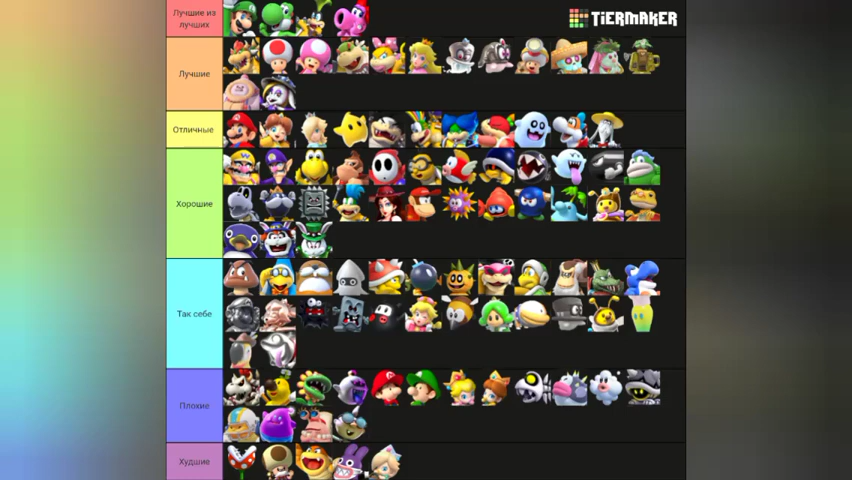 Лучшие из
лучших
TIERMAKER
Лучшие
Отличные
Хорошие
Так себе
Плохие
Худшие